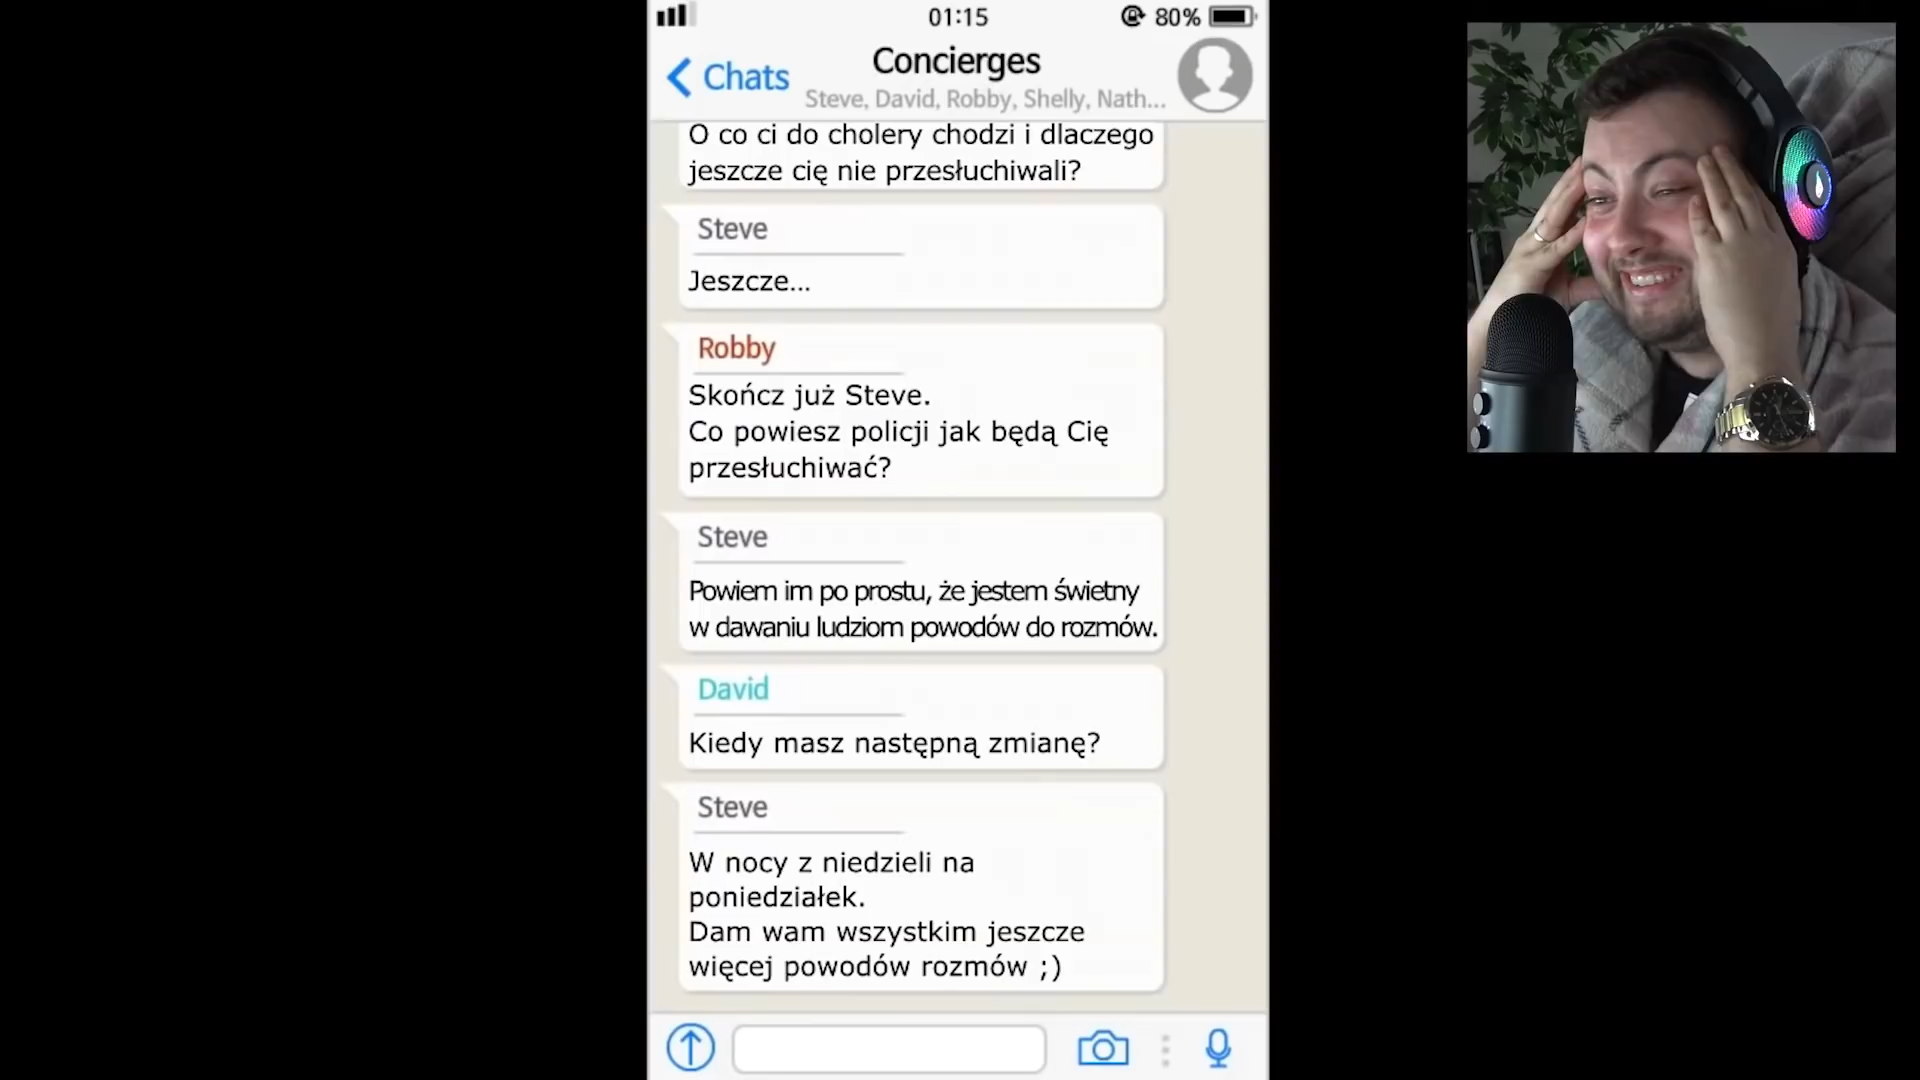 01:15
80%
Chats
Concierges
Steve, David, Robby, Shelly, Nath...
O co ci do cholery chodzi i dlaczego
jeszcze cię nie przesłuchiwali?
Steve
Jeszcze...
Robby
Skończ już Steve.
Co powiesz policji jak będą Cię
przesłuchiwać?
Steve
Powiem im po prostu, że jestem świetny
w dawaniu ludziom powodów do rozmów.
David
Kiedy masz następną zmianę?
Steve
W nocy z niedzieli na
poniedziałek.
Dam wam wszystkim jeszcze
więcej powodów rozmów ;)